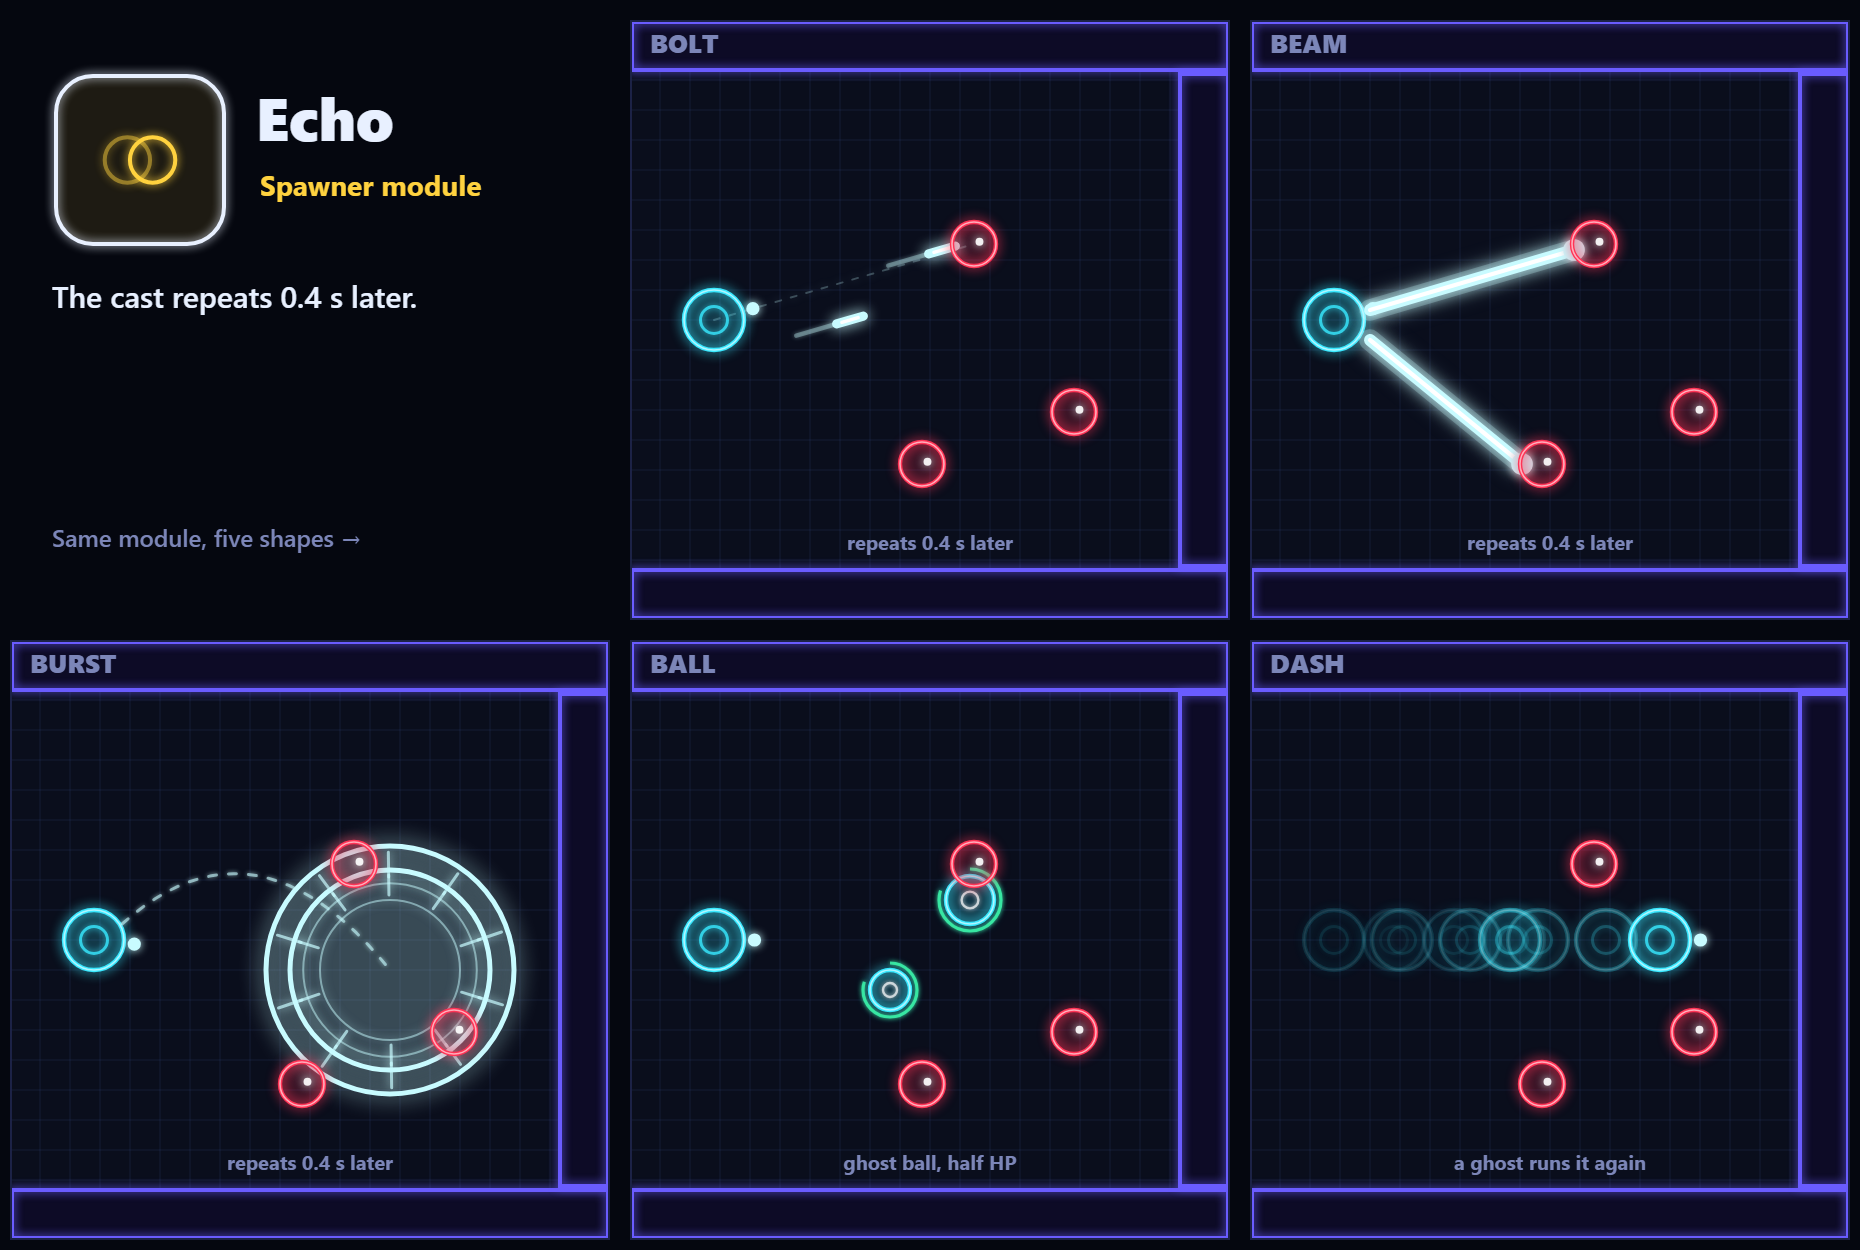 Echo
Spawner module
The cast repeats 0.4 s later.
Same module, five shapes →
BOLT
repeats 0.4 s later
BEAM
repeats 0.4 s later
BURST
repeats 0.4 s later
BALL
ghost ball, half HP
DASH
a ghost runs it again